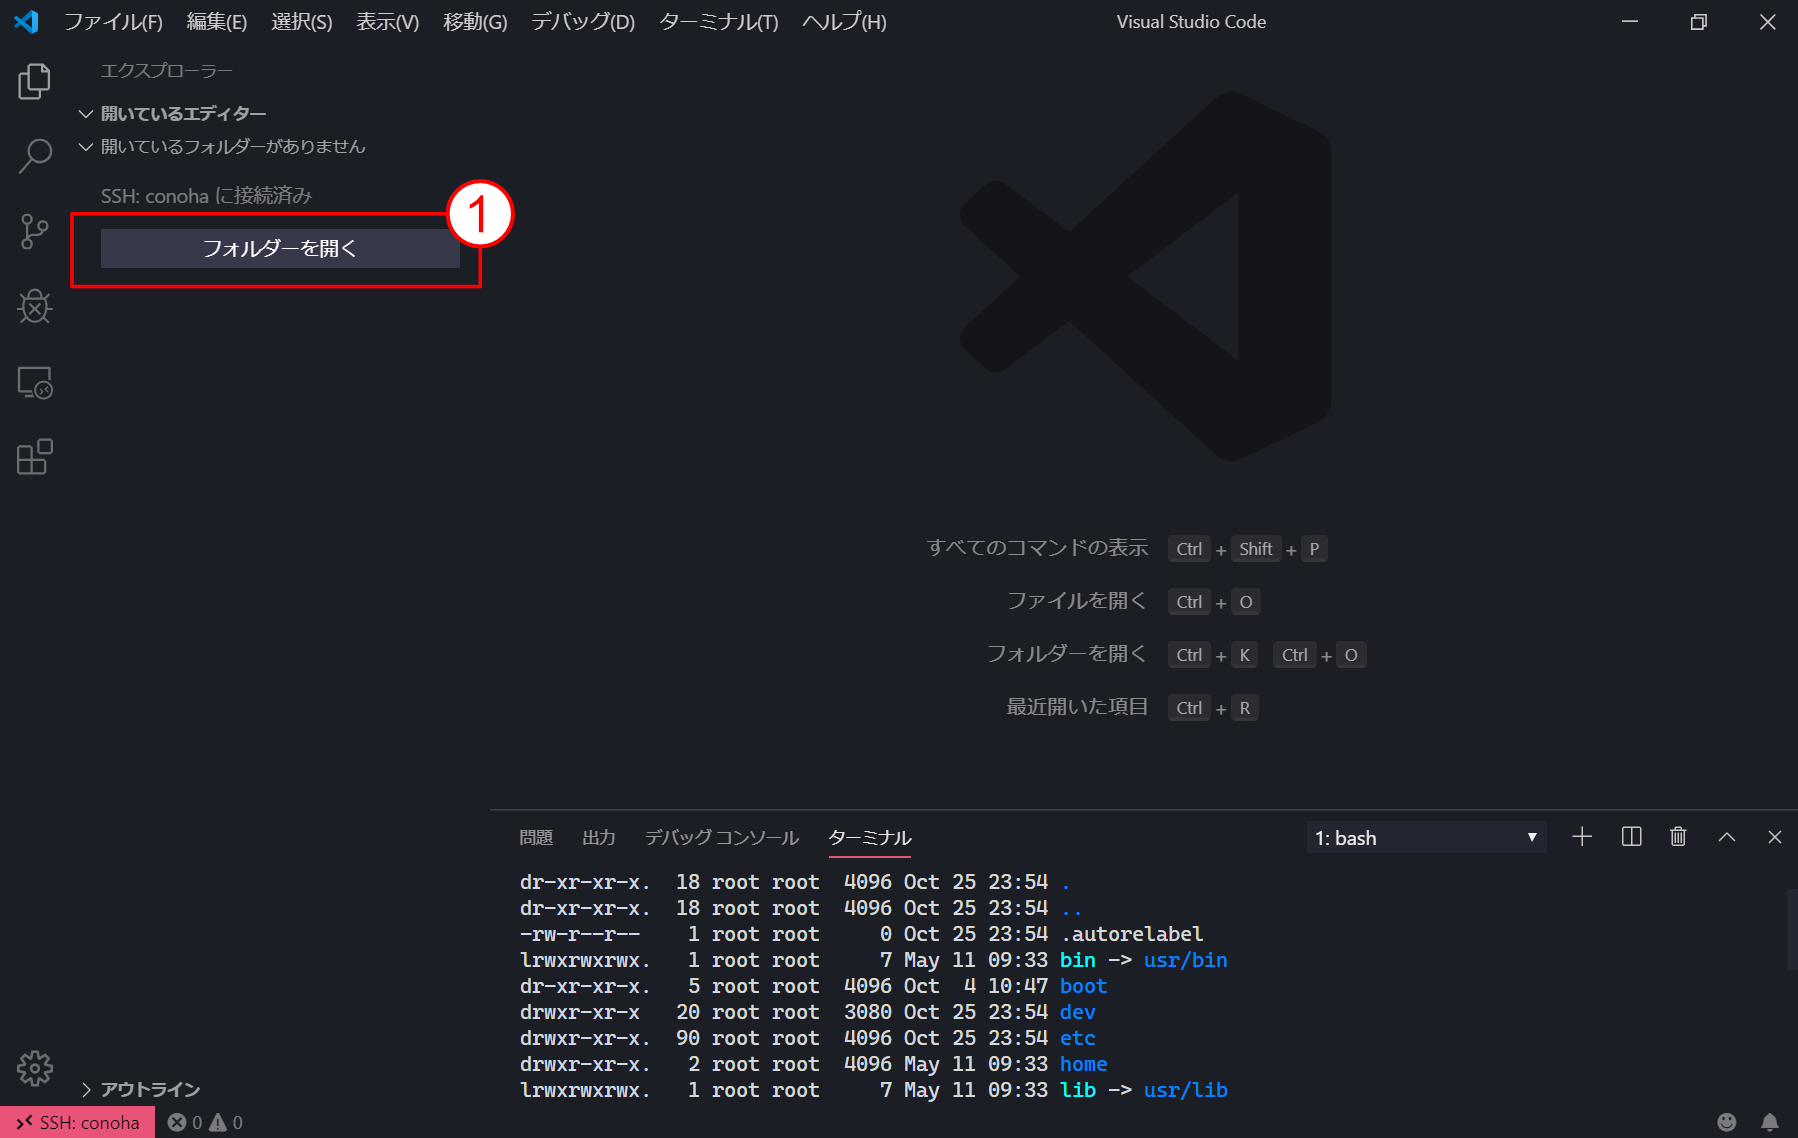 ファイル(F) 編集(E) 選択(S) 表示(V) 移動(G) デバッグ(D) ターミナル(T) ヘルプ(H) Visual Studio Code
エクスプローラー
開いているエディター
開いているフォルダーがありません
SSH: conoha に接続済み
1
フォルダーを開く
すべてのコマンドの表示 Ctrl + Shift + P
ファイルを開く Ctrl + O
フォルダーを開く Ctrl + K Ctrl + O
最近開いた項目 Ctrl + R
問題 出力 デバッグ コンソール ターミナル 1: bash
dr-xr-xr-x. 18 root root 4096 Oct 25 23:54 .
dr-xr-xr-x. 18 root root 4096 Oct 25 23:54 ..
-rw-r--r-- 1 root root 0 Oct 25 23:54 .autorelabel
lrwxrwxrwx. 1 root root 7 May 11 09:33 bin -> usr/bin
dr-xr-xr-x. 5 root root 4096 Oct 4 10:47 boot
drwxr-xr-x 20 root root 3080 Oct 25 23:54 dev
drwxr-xr-x. 90 root root 4096 Oct 25 23:54 etc
drwxr-xr-x. 2 root root 4096 May 11 09:33 home
lrwxrwxrwx. 1 root root 7 May 11 09:33 lib -> usr/lib
アウトライン
SSH: conoha 0 0